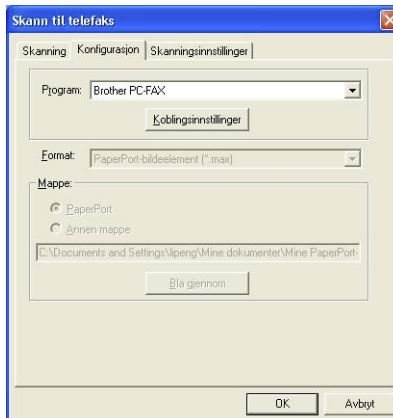 Skann til telefaks
Skanning Konfigurasjon Skanningsinnstillinger
Program: Brother PC-FAX
Koblingsinnstillinger
Format: PaperPort-bildeelement (*.max)
Mappe:
PaperPort
Annen mappe
C:\Documents and Settings\lipeng\Mine dokumenter\Mine PaperPort-
Bla gjennom
OK Avbryt